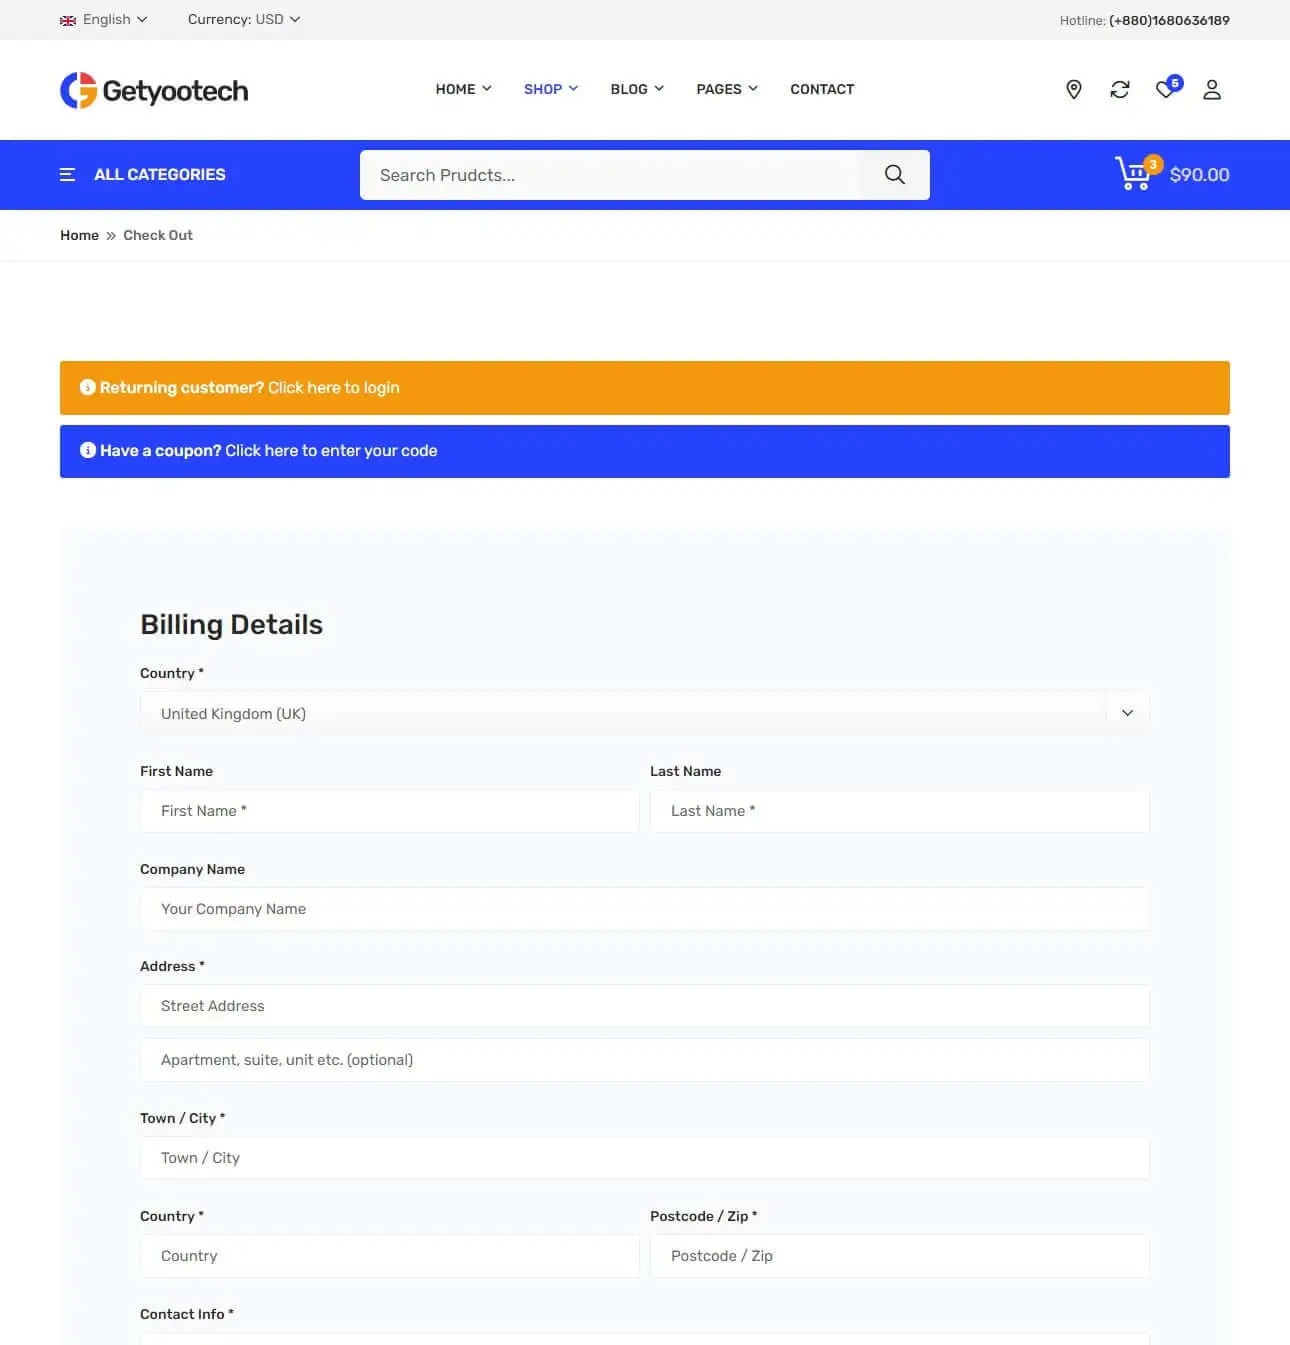 English
Currency: USD
Hotline: (+880)1680636189
Getyootech
HOME
SHOP
BLOG
PAGES
CONTACT
5
ALL CATEGORIES
Search Prudcts...
3
$90.00
Home » Check Out
Returning customer? Click here to login
Have a coupon? Click here to enter your code
Billing Details
Country *
United Kingdom (UK)
First Name
Last Name
First Name *
Last Name *
Company Name
Your Company Name
Address *
Street Address
Apartment, suite, unit etc. (optional)
Town / City *
Town / City
Country *
Postcode / Zip *
Country
Postcode / Zip
Contact Info *